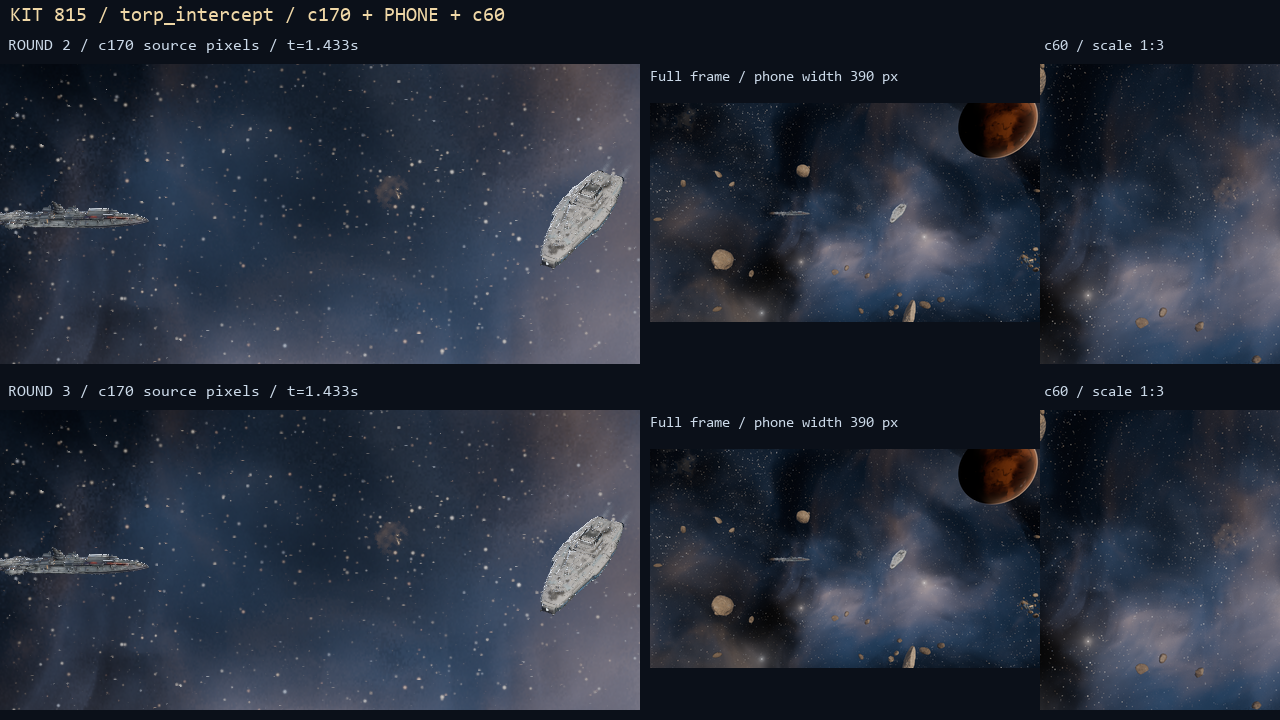 KIT 815 / torp_intercept / c170 + PHONE + c60
ROUND 2 / c170 source pixels / t=1.433s
c60 / scale 1:3
Full frame / phone width 390 px
ROUND 3 / c170 source pixels / t=1.433s
c60 / scale 1:3
Full frame / phone width 390 px